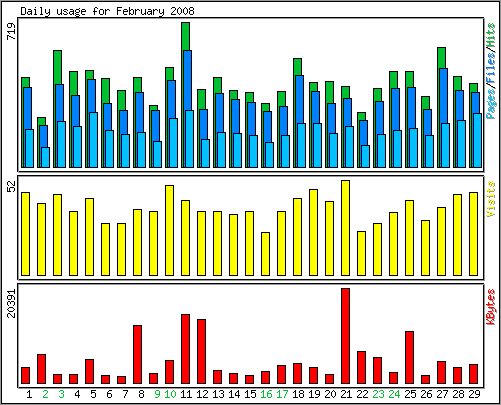 Daily usage for February 2008
719
Pages/Files/Hits
52
Visits
20391
KBytes
1 2 3 4 5 6 7 8 9 10 11 12 13 14 15 16 17 18 19 20 21 22 23 24 25 26 27 28 29